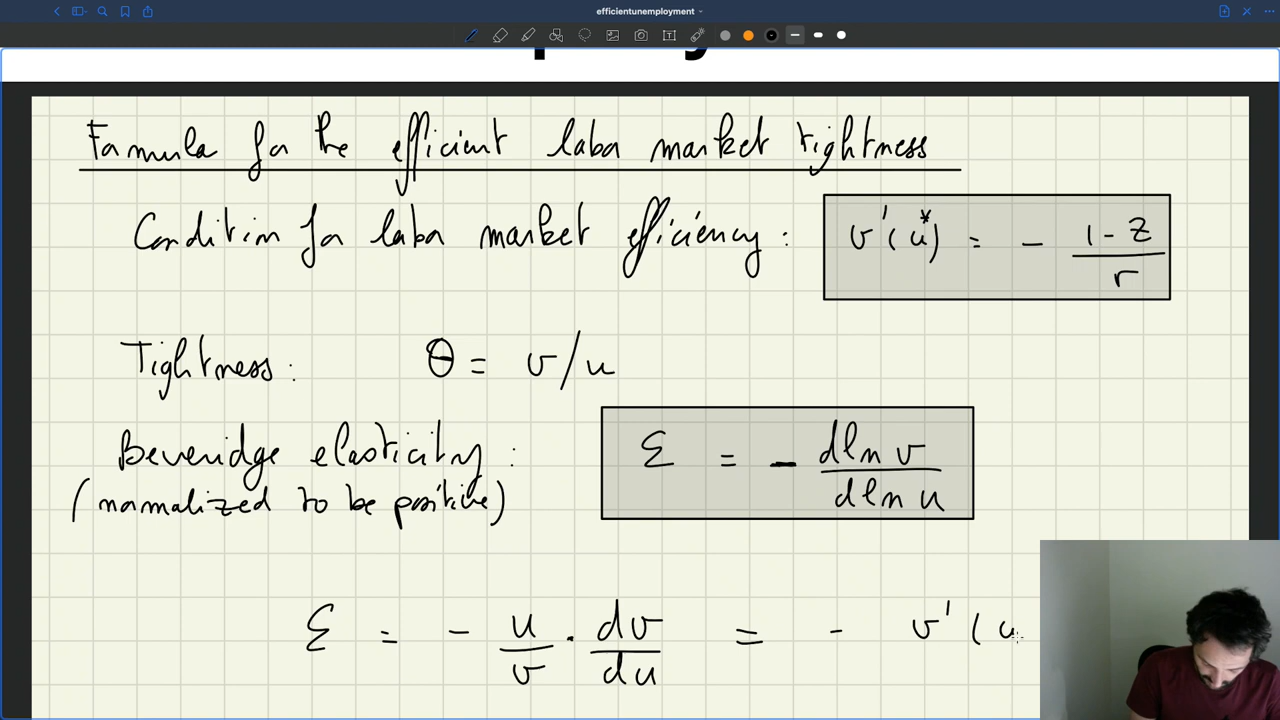 efficientunemployment
Formula for the efficient labor market tightness
Condition for labor market efficiency : v'(u*) = - (1-z)/r
Tightness : θ = v/u
Beveridge elasticity : ε = - dln v / dln u
(normalized to be positive)
ε = - u/v · dv/du = - v'(u